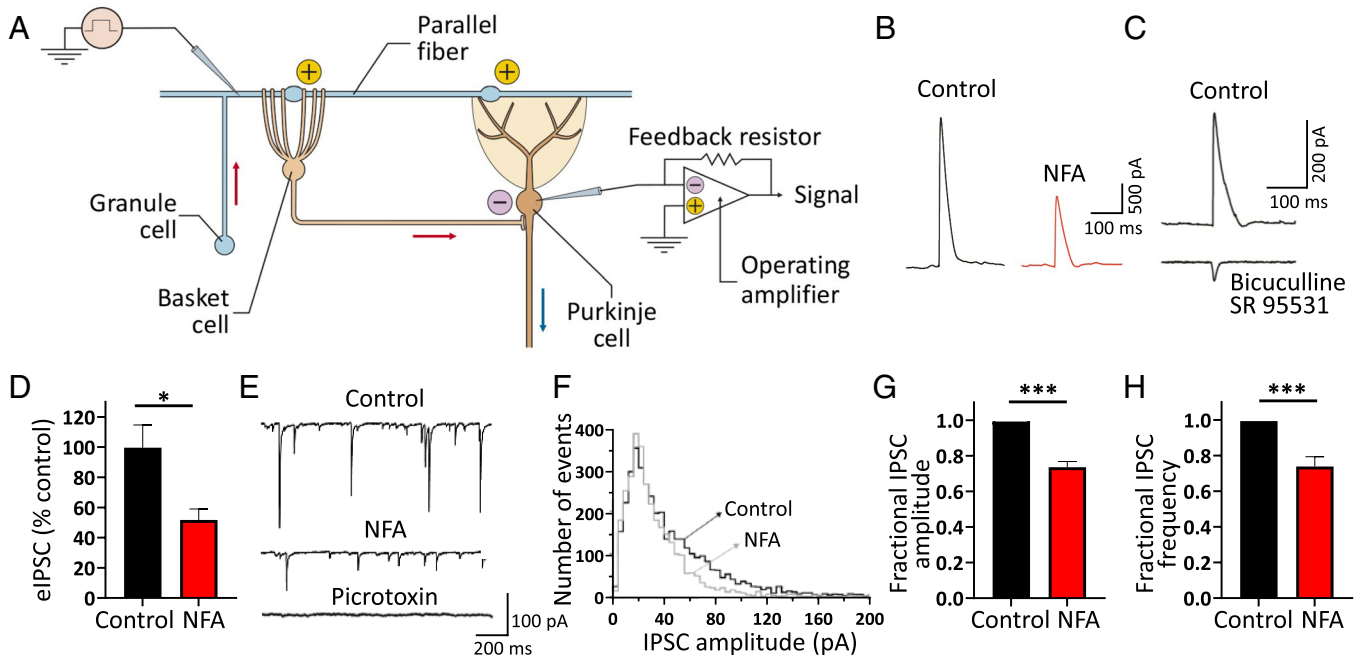 A
Parallel
fiber
+
+
Feedback resistor
−
+
Signal
−
Granule
cell
Basket
cell
Purkinje
cell
Operating
amplifier
B
Control
NFA
500 pA
100 ms
C
Control
200 pA
100 ms
Bicuculline
SR 95531
D
*
eIPSC (% control)
120
100
80
60
40
20
0
Control NFA
E
Control
NFA
Picrotoxin
100 pA
200 ms
F
Number of events
400
300
200
100
0
Control
NFA
0 40 80 120 160 200
IPSC amplitude (pA)
G
***
Fractional IPSC
amplitude
1.0
0.8
0.6
0.4
0.2
0.0
Control NFA
H
***
Fractional IPSC
frequency
1.0
0.8
0.6
0.4
0.2
0.0
Control NFA